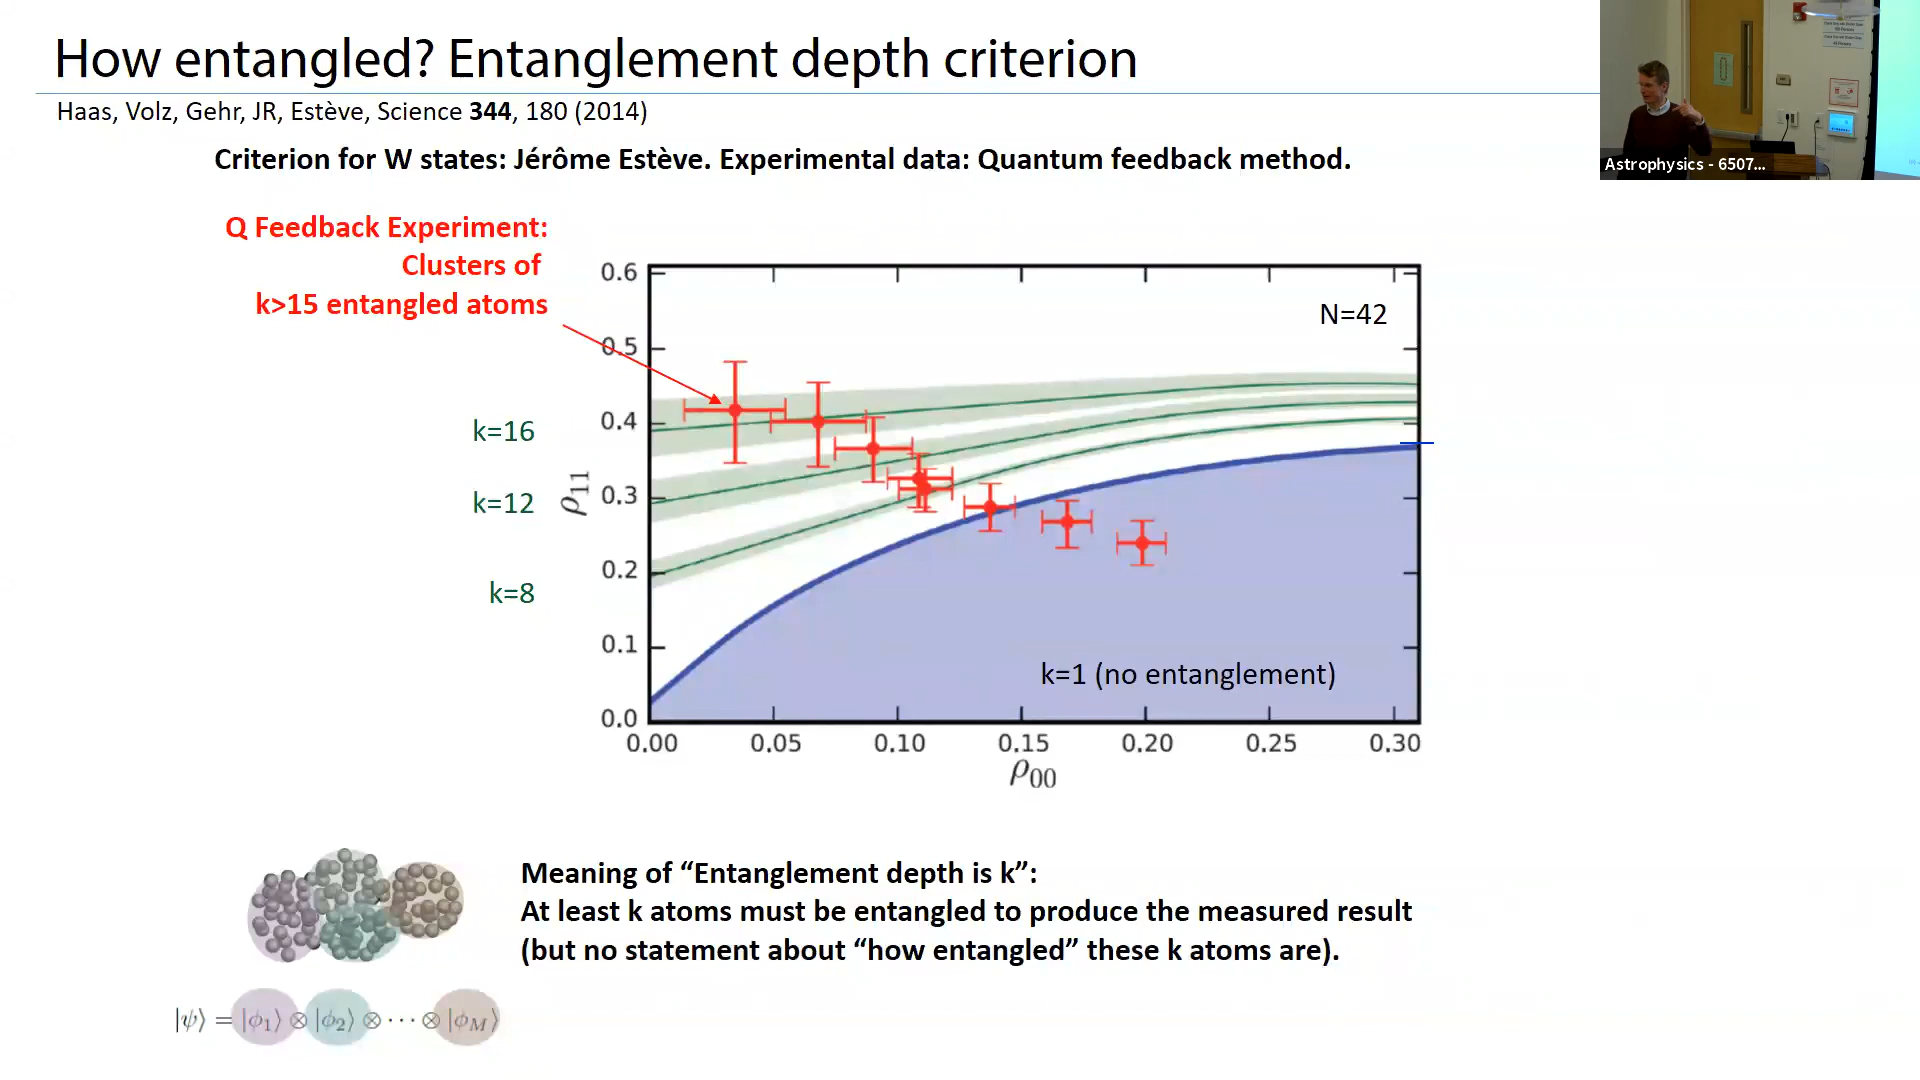 How entangled? Entanglement depth criterion
Haas, Volz, Gehr, JR, Estève, Science 344, 180 (2014)
Criterion for W states: Jérôme Estève. Experimental data: Quantum feedback method.
Astrophysics - 6507...
Q Feedback Experiment:
Clusters of
k>15 entangled atoms
0.6
0.5
0.4
0.3
0.2
0.1
0.0
ρ11
k=16
k=12
k=8
N=42
k=1 (no entanglement)
0.00 0.05 0.10 0.15 0.20 0.25 0.30
ρ00
Meaning of “Entanglement depth is k”:
At least k atoms must be entangled to produce the measured result
(but no statement about “how entangled” these k atoms are).
|ψ⟩ = |ϕ1⟩ ⊗ |ϕ2⟩ ⊗ ··· ⊗ |ϕM⟩